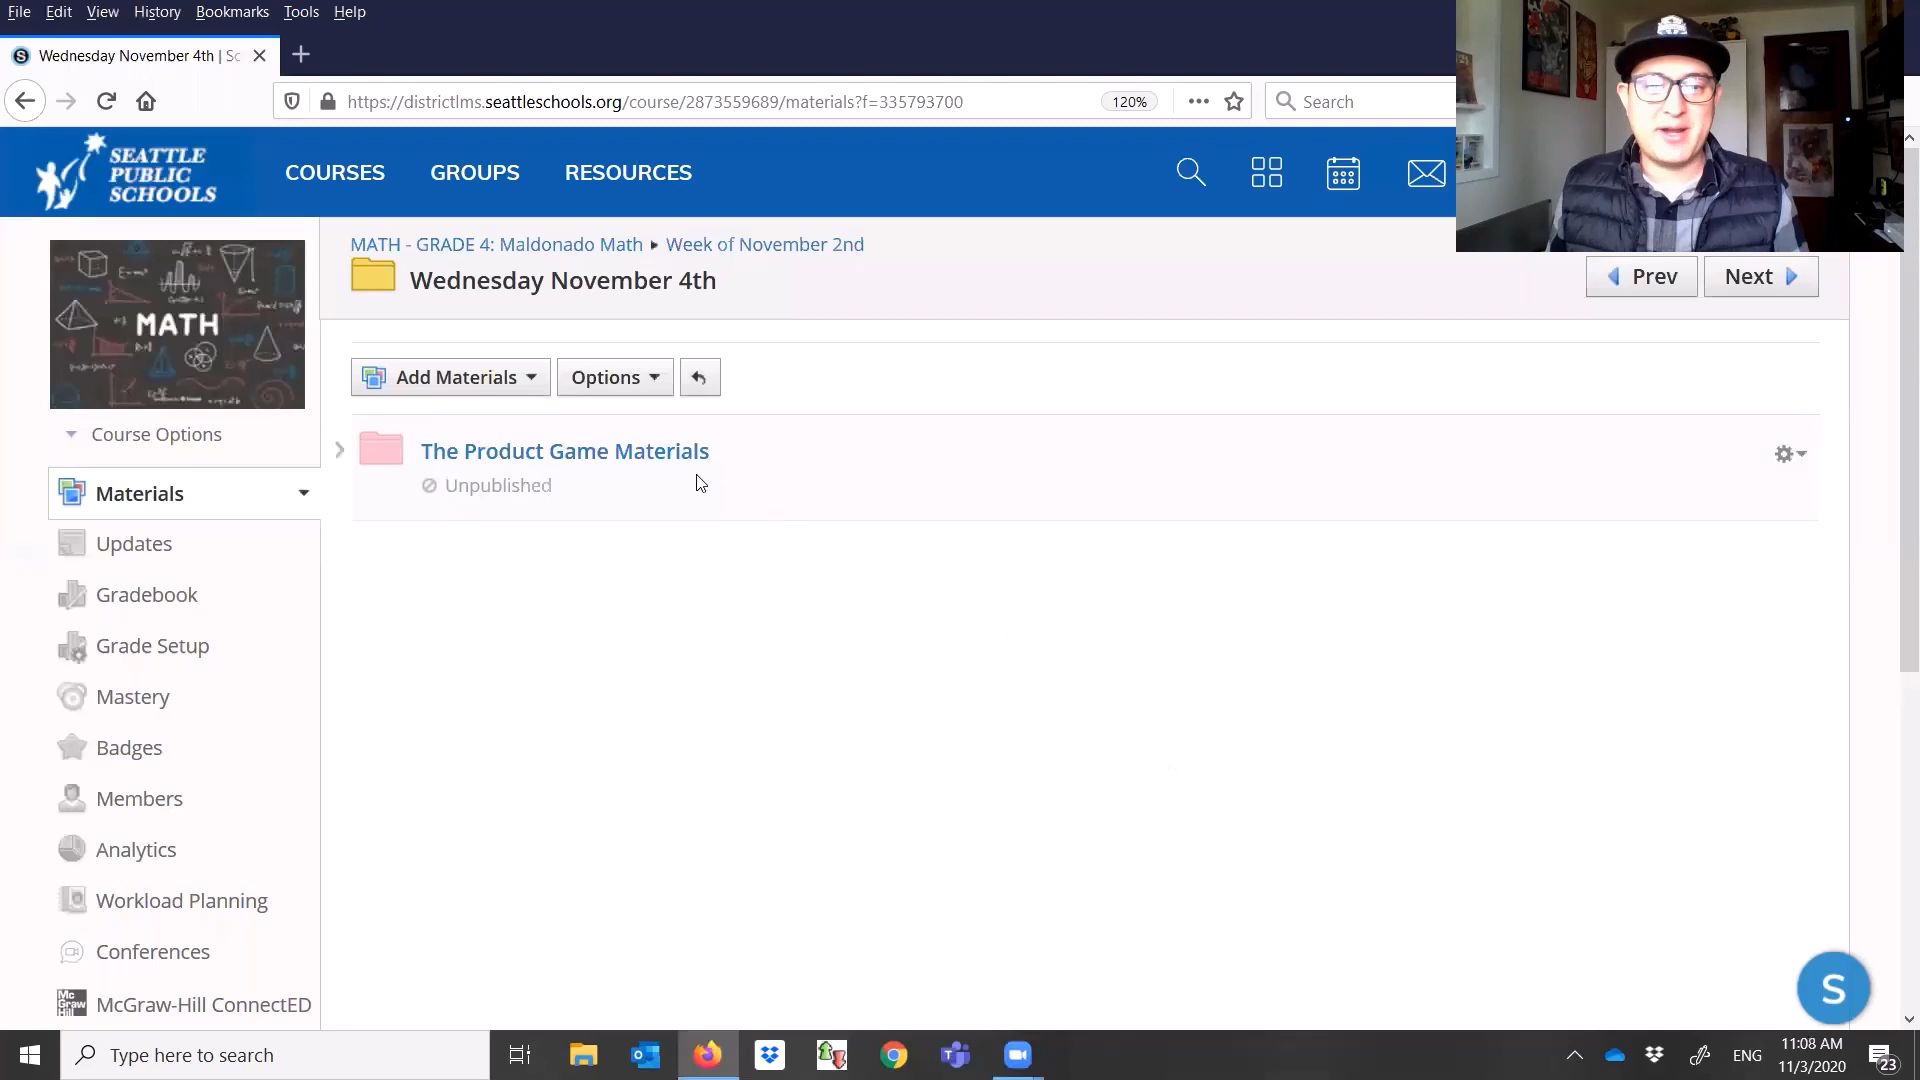 File Edit View History Bookmarks Tools Help
Wednesday November 4th | Sc
https://districtlms.seattleschools.org/course/2873559689/materials?f=335793700
120%
Search
SEATTLE
PUBLIC
SCHOOLS
COURSES
GROUPS
RESOURCES
MATH
MATH - GRADE 4: Maldonado Math
Week of November 2nd
Wednesday November 4th
Prev
Next
Add Materials
Options
The Product Game Materials
Unpublished
Course Options
Materials
Updates
Gradebook
Grade Setup
Mastery
Badges
Members
Analytics
Workload Planning
Conferences
Mc
Graw
Hill
McGraw-Hill ConnectED
S
Type here to search
ENG
11:08 AM
11/3/2020
23